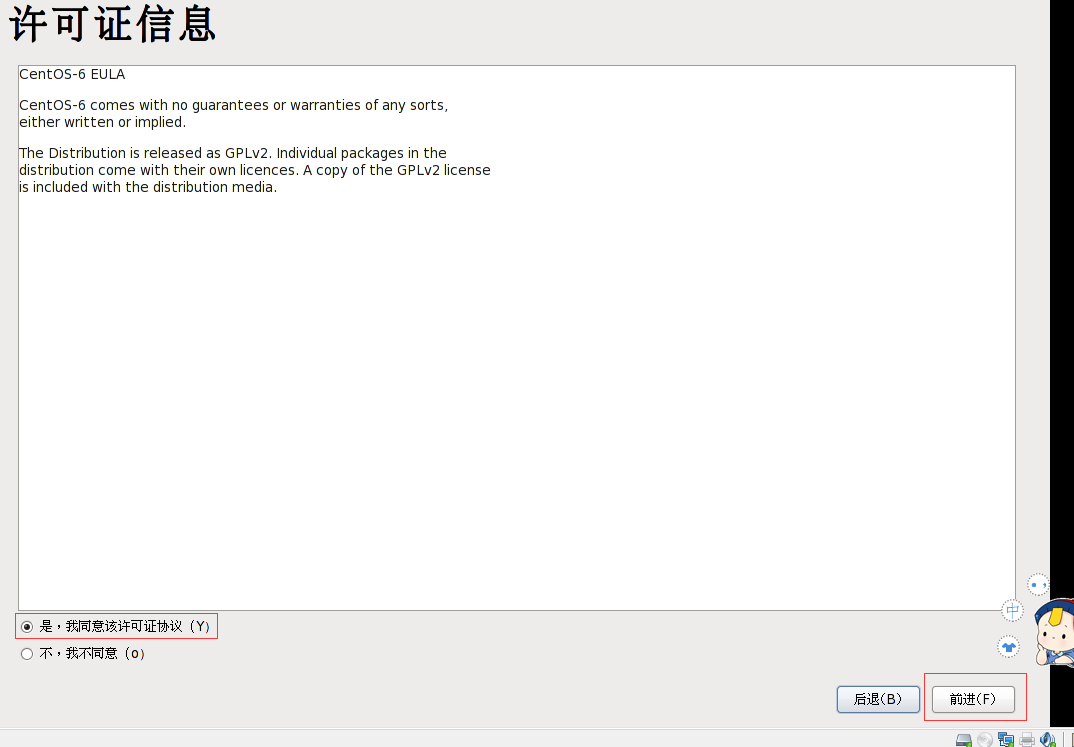 许可证信息
CentOS-6 EULA
CentOS-6 comes with no guarantees or warranties of any sorts,
either written or implied.
The Distribution is released as GPLv2. Individual packages in the
distribution come with their own licences. A copy of the GPLv2 license
is included with the distribution media.
中
是，我同意该许可证协议（Y）
不，我不同意（o）
后退(B)
前进(F)